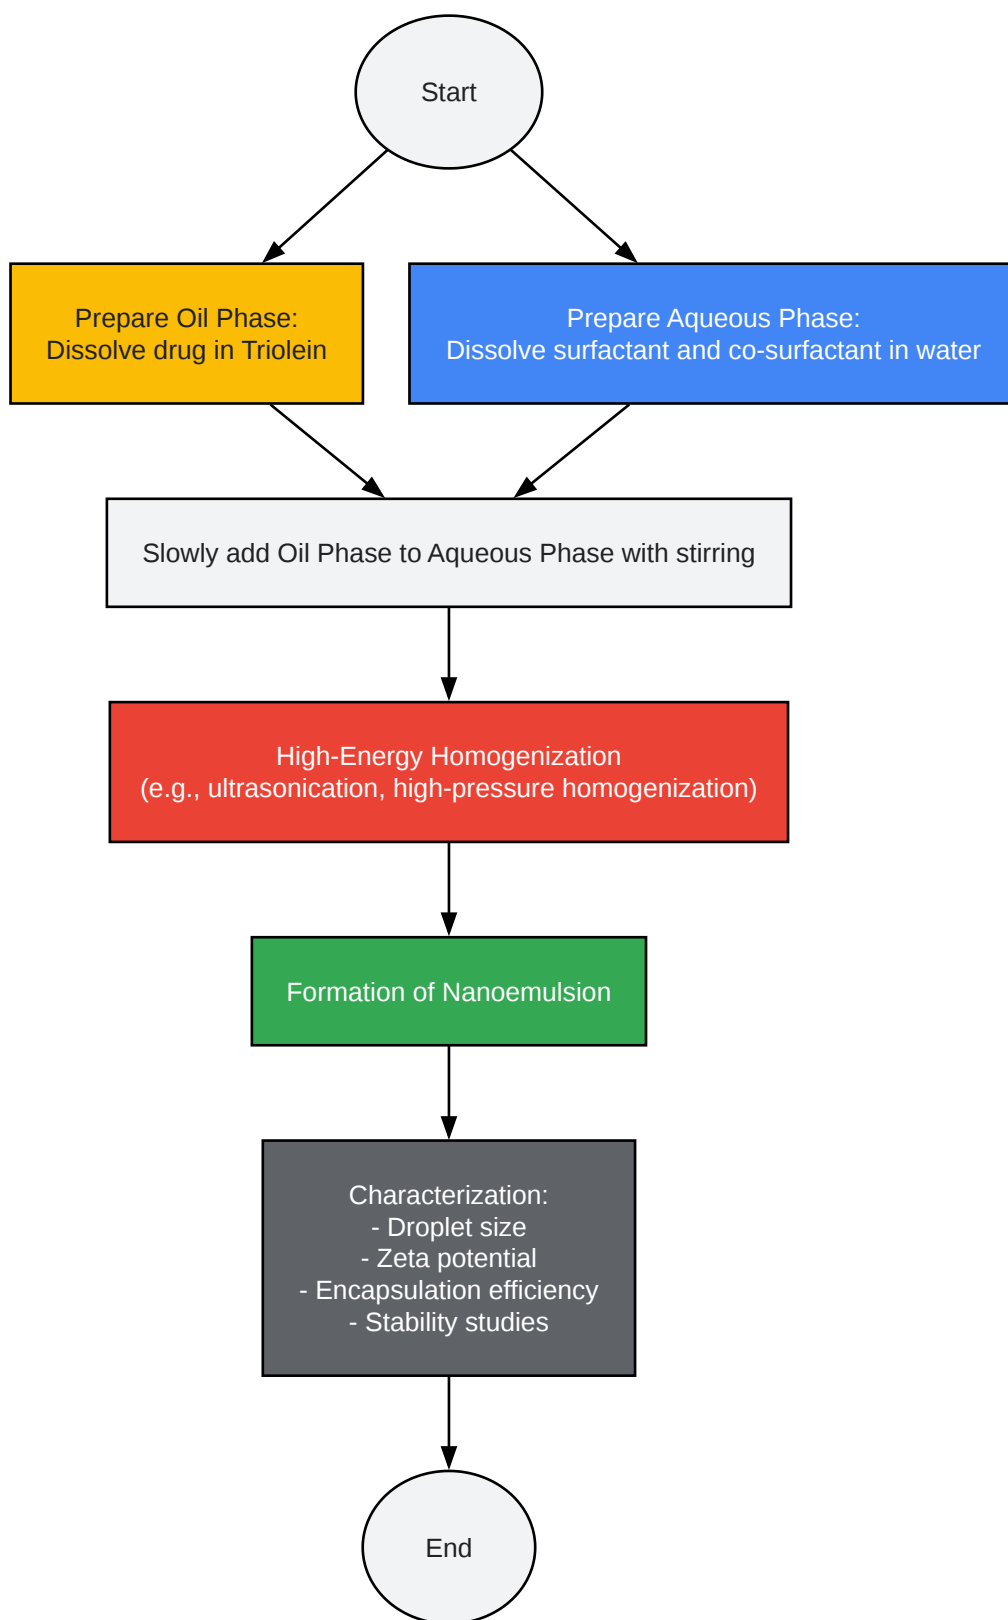 Start
Prepare Oil Phase:
Dissolve drug in Triolein
Prepare Aqueous Phase:
Dissolve surfactant and co-surfactant in water
Slowly add Oil Phase to Aqueous Phase with stirring
High-Energy Homogenization
(e.g., ultrasonication, high-pressure homogenization)
Formation of Nanoemulsion
Characterization:
- Droplet size
- Zeta potential
- Encapsulation efficiency
- Stability studies
End